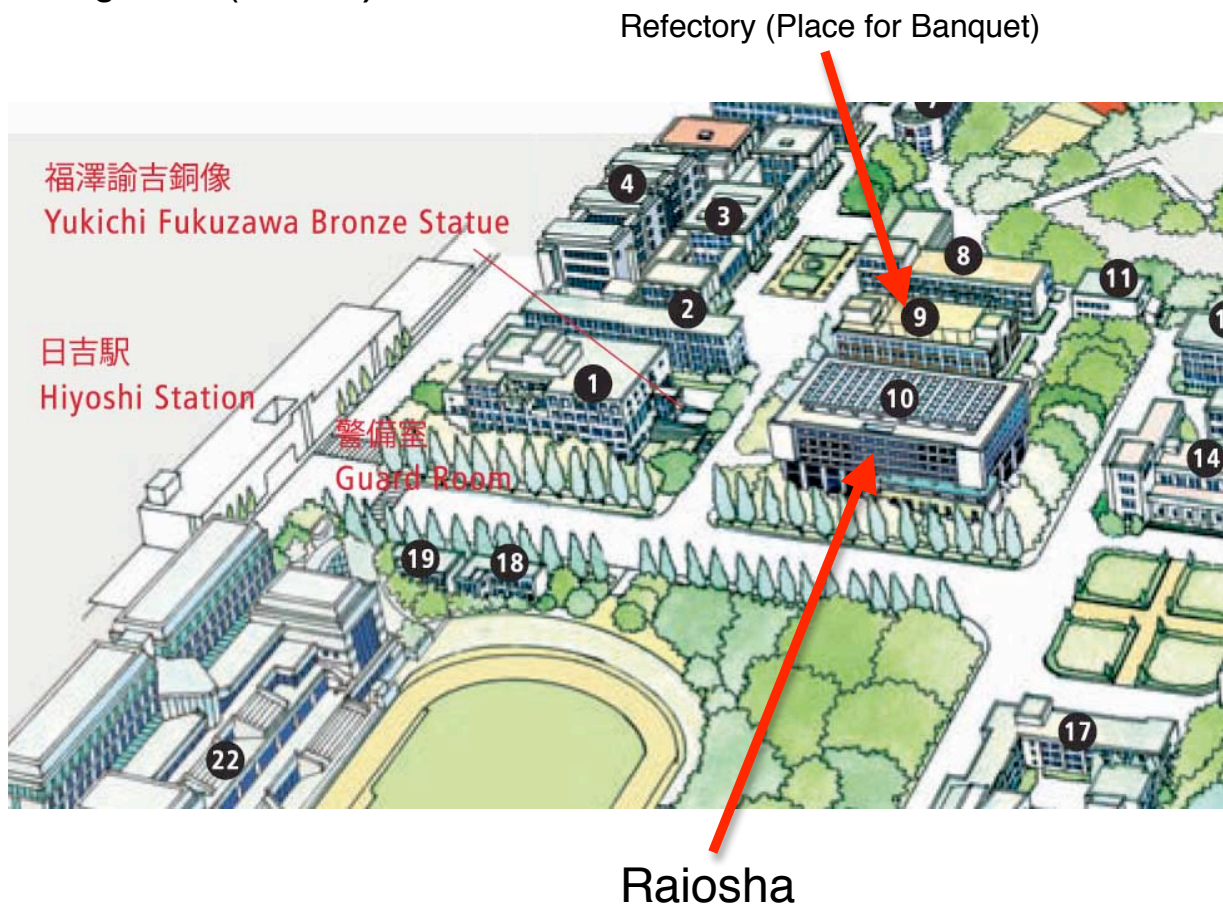 Refectory (Place for Banquet)
7
福澤諭吉銅像
Yukichi Fukuzawa Bronze Statue
4
3
8
11
2
9
日吉駅
Hiyoshi Station
1
10
警備室
Guard Room
14
19
18
17
22
Raiosha